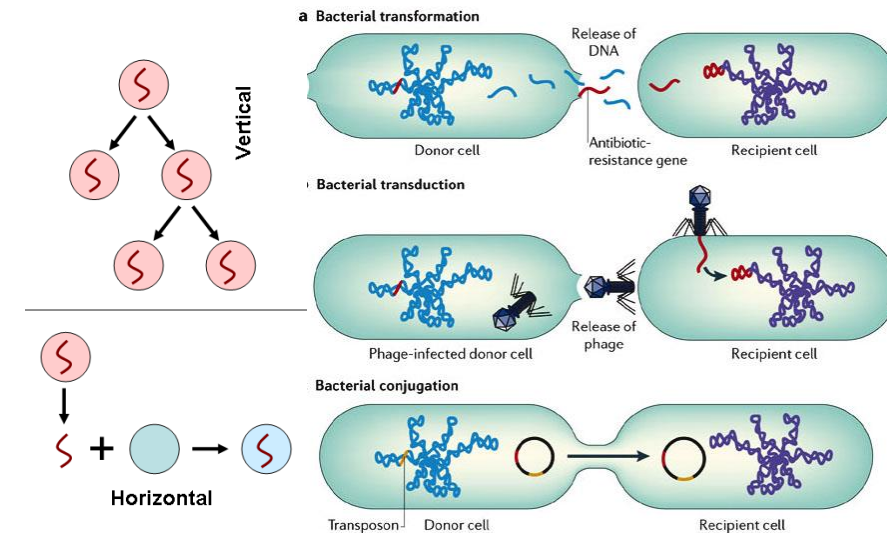 Vertical
Horizontal
a Bacterial transformation
Release of
DNA
Donor cell
Antibiotic-
resistance gene
Recipient cell
Bacterial transduction
Phage-infected donor cell
Release of
phage
Recipient cell
Bacterial conjugation
Transposon
Donor cell
Recipient cell